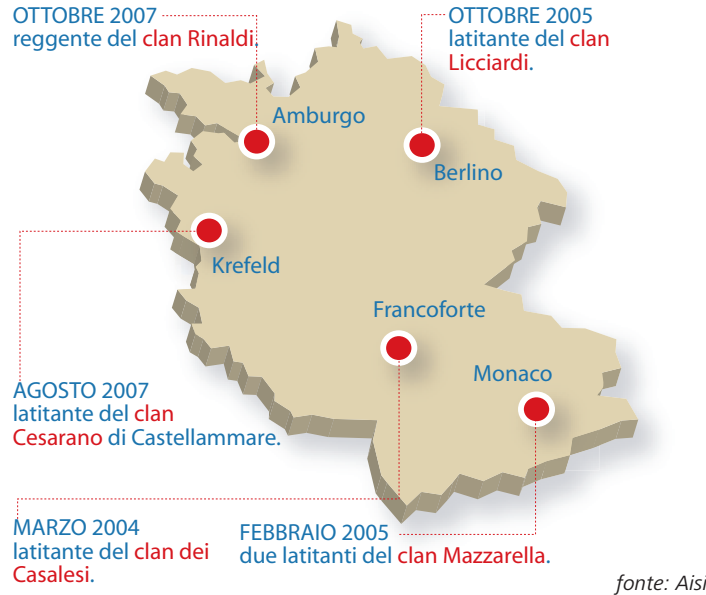 OTTOBRE 2007
reggente del clan Rinaldi.
OTTOBRE 2005
latitante del clan
Licciardi.
Amburgo
Berlino
Krefeld
Francoforte
Monaco
AGOSTO 2007
latitante del clan
Cesarano di Castellammare.
MARZO 2004
latitante del clan dei
Casalesi.
FEBBRAIO 2005
due latitanti del clan Mazzarella.
fonte: Aisi